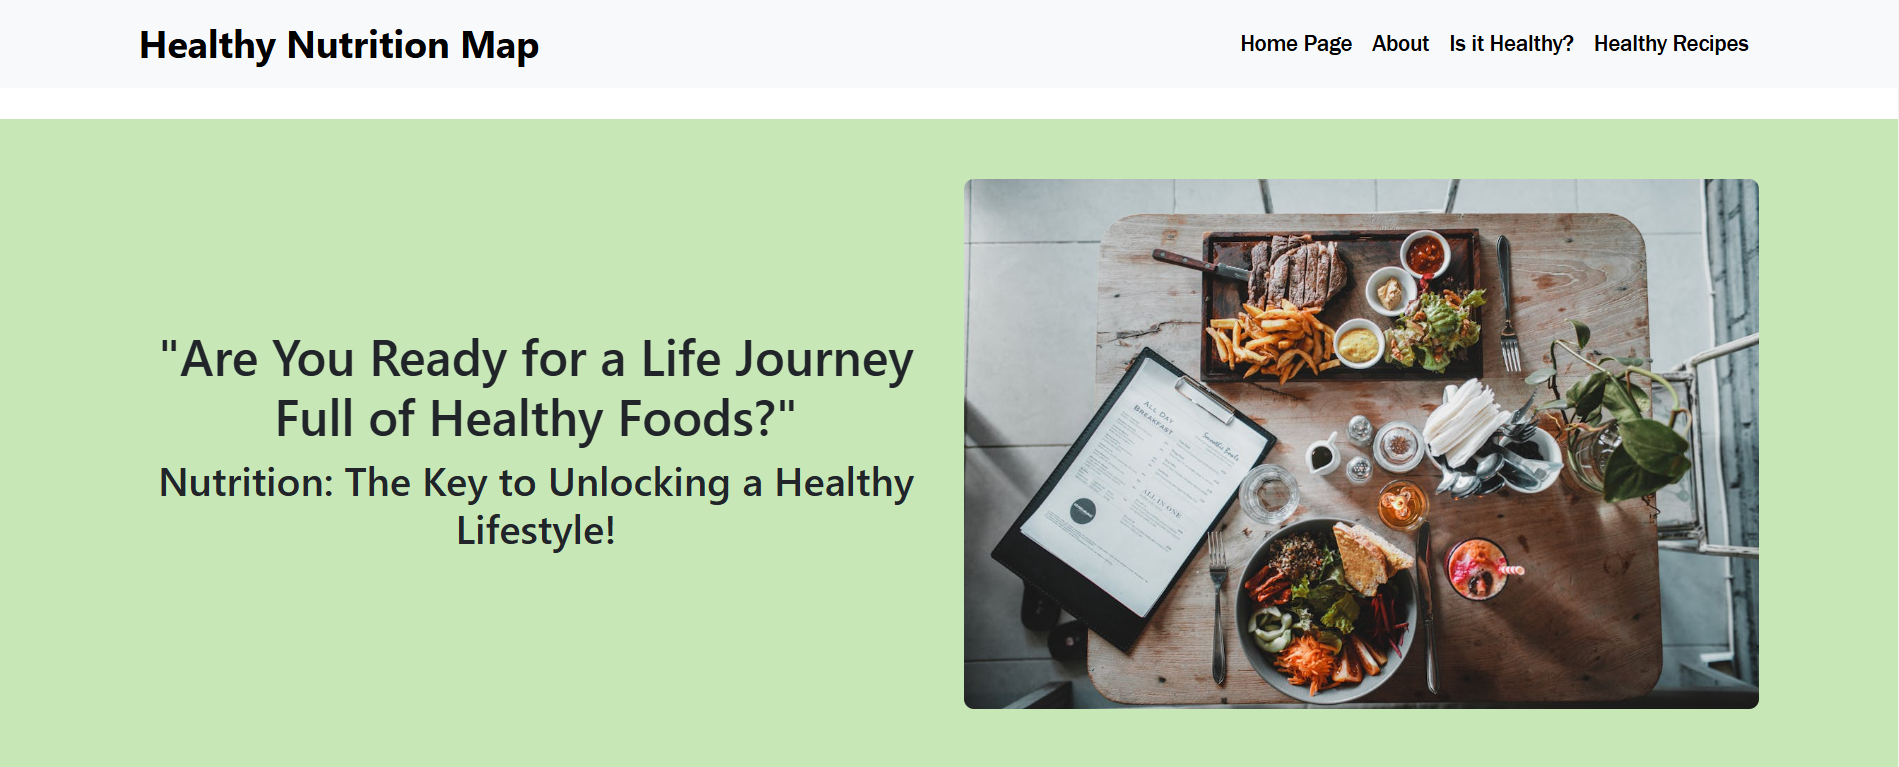 Healthy Nutrition Map
Home Page About Is it Healthy? Healthy Recipes
"Are You Ready for a Life Journey
Full of Healthy Foods?"
Nutrition: The Key to Unlocking a Healthy
Lifestyle!
ALL DAY
BREAKFAST
Smoothie Bowls
ALL IN ONE